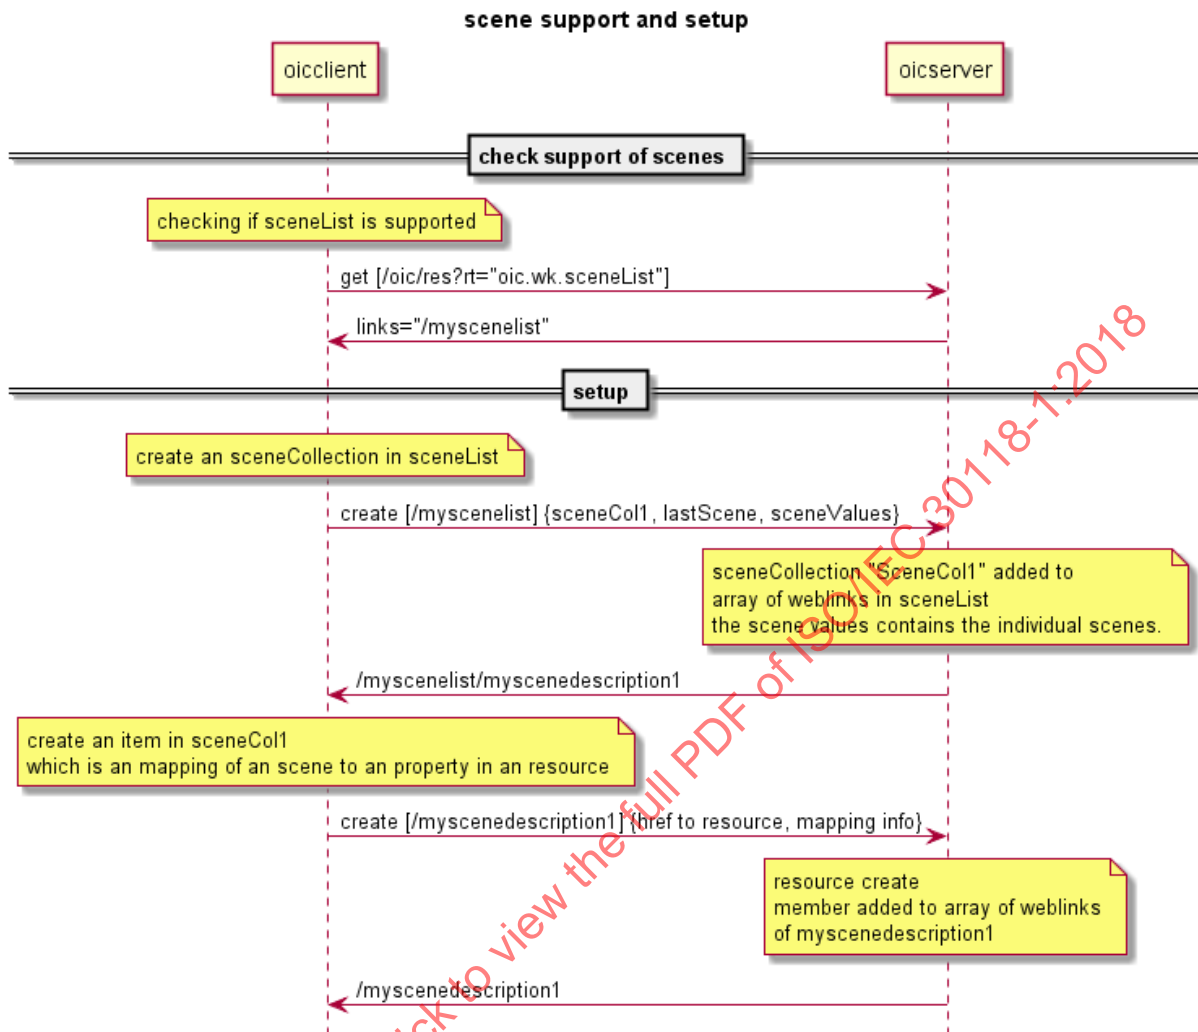 scene support and setup
oicclient
oicserver
check support of scenes
checking if sceneList is supported
get [/oic/res?rt="oic.wk.sceneList"]
links="/myscenelist"
setup
create an sceneCollection in sceneList
create [/myscenelist] {sceneCol1, lastScene, sceneValues}
sceneCollection "SceneCol1" added to
array of weblinks in sceneList
the scene values contains the individual scenes.
/myscenelist/myscenedescription1
create an item in sceneCol1
which is an mapping of an scene to an property in an resource
create [/myscenedescription1] {href to resource, mapping info}
resource create
member added to array of weblinks
of myscenedescription1
/myscenedescription1
to view the full PDF of ISO/IEC 30118-1:2018